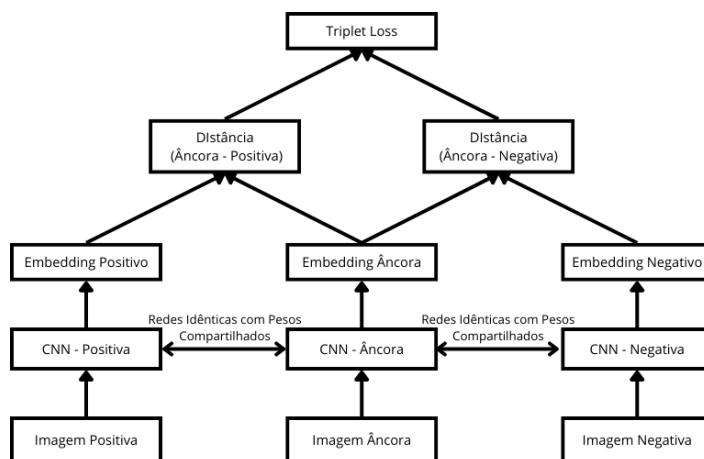 Triplet Loss
DIstância
(Âncora - Positiva)
DIstância
(Âncora - Negativa)
Embedding Positivo
Embedding Âncora
Embedding Negativo
Redes Idênticas com Pesos
Compartilhados
Redes Idênticas com Pesos
Compartilhados
CNN - Positiva
CNN - Âncora
CNN - Negativa
Imagem Positiva
Imagem Âncora
Imagem Negativa